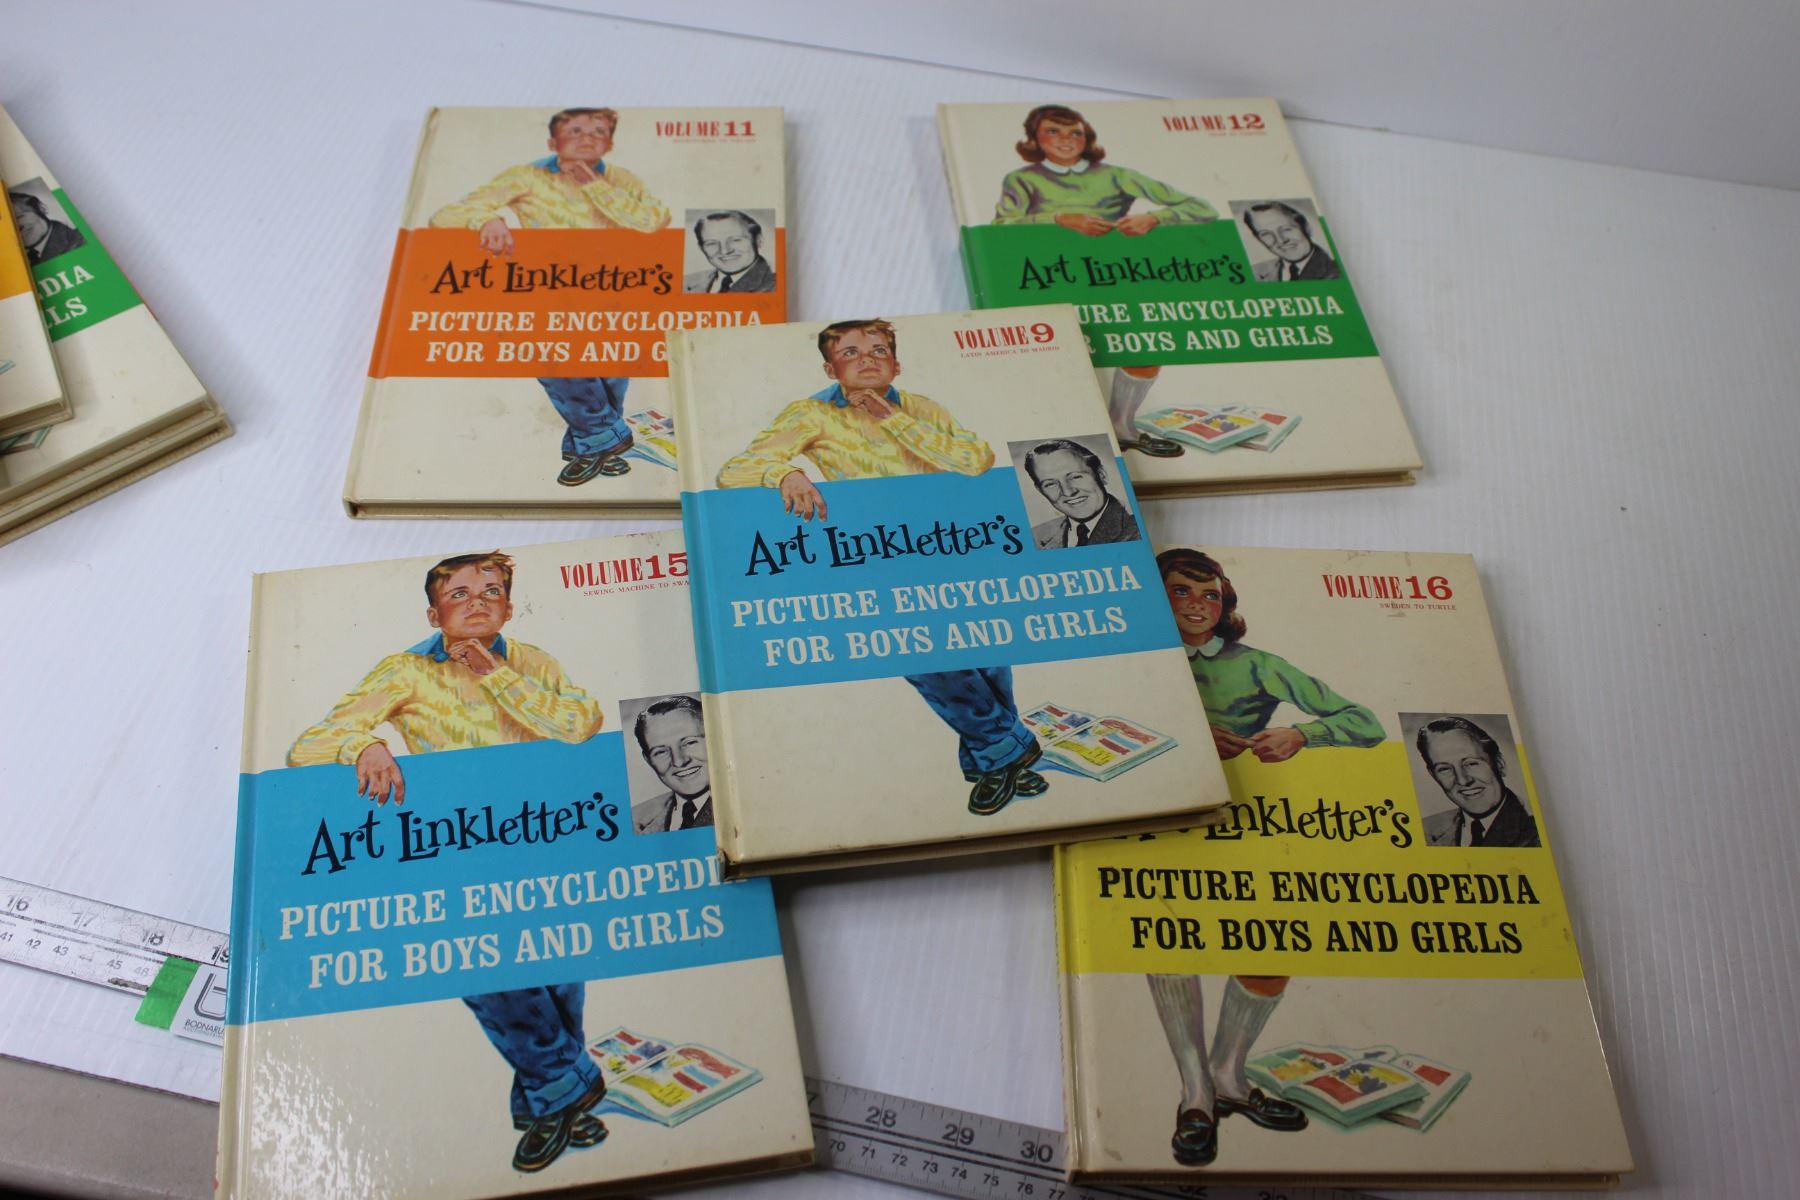 VOLUME 11
Art Linkletter's
PICTURE ENCYCLOPEDIA
FOR BOYS AND
VOLUME 12
Art Linkletter's
ENCYCLOPEDIA
BOYS AND GIRLS
VOLUME 9
LATIN AMERICA TO MADRID
Art Linkletter's
PICTURE ENCYCLOPEDIA
FOR BOYS AND GIRLS
VOLUME 15
SEWING MACHINE TO
Art Linkletter's
PICTURE ENCYCLOPEDIA
FOR BOYS AND GIRLS
VOLUME 16
SWEDEN TO TURTLE
Art Linkletter's
PICTURE ENCYCLOPEDIA
FOR BOYS AND GIRLS
16 17 18 19
41 42 43 44 45 46
28 29 30
70 71 72 73 74 75 76 77